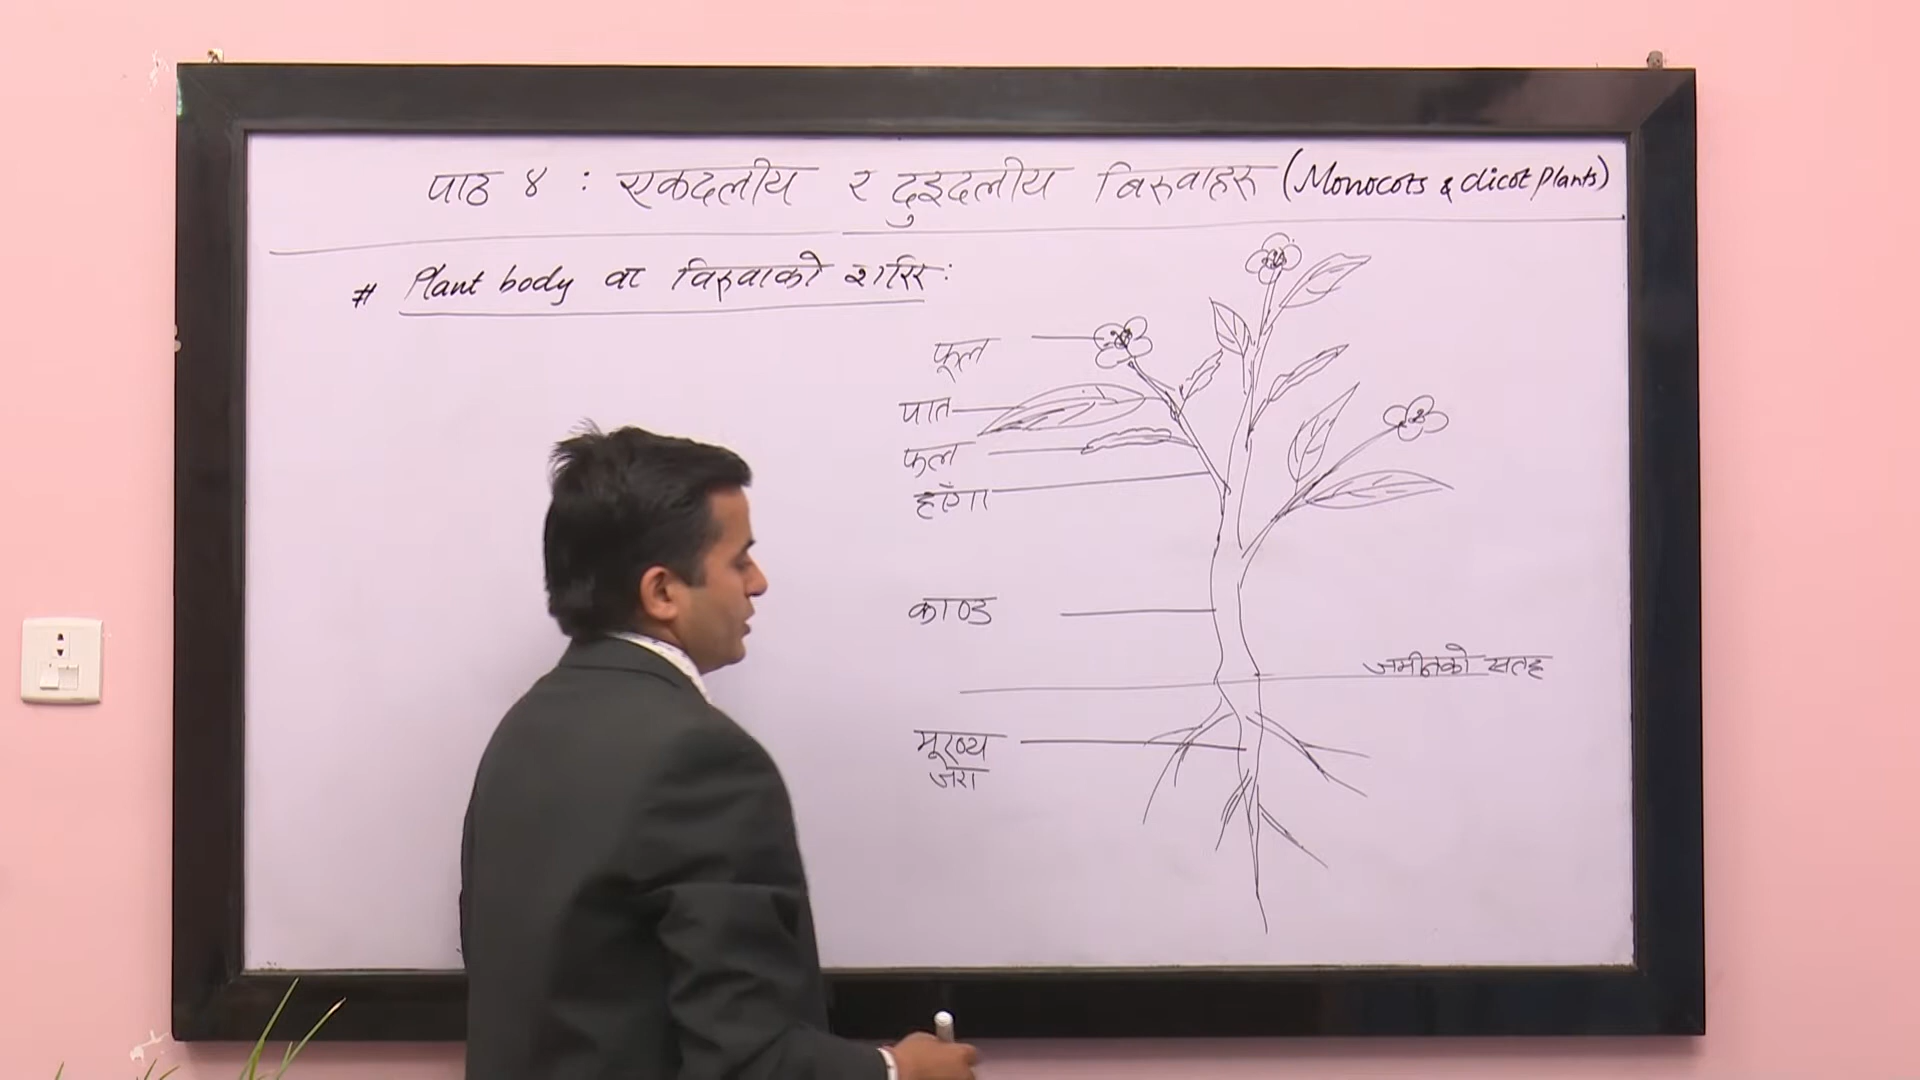 पाठ ४ : एकदलीय र दुइदलीय बिरुवाहरु (Monocots & dicot plants)
# Plant body वा विरुवाको शरिर :
फूल
पात
फल
हाँगा
काण्ड
जमीनको सतह
मूख्य
जरा